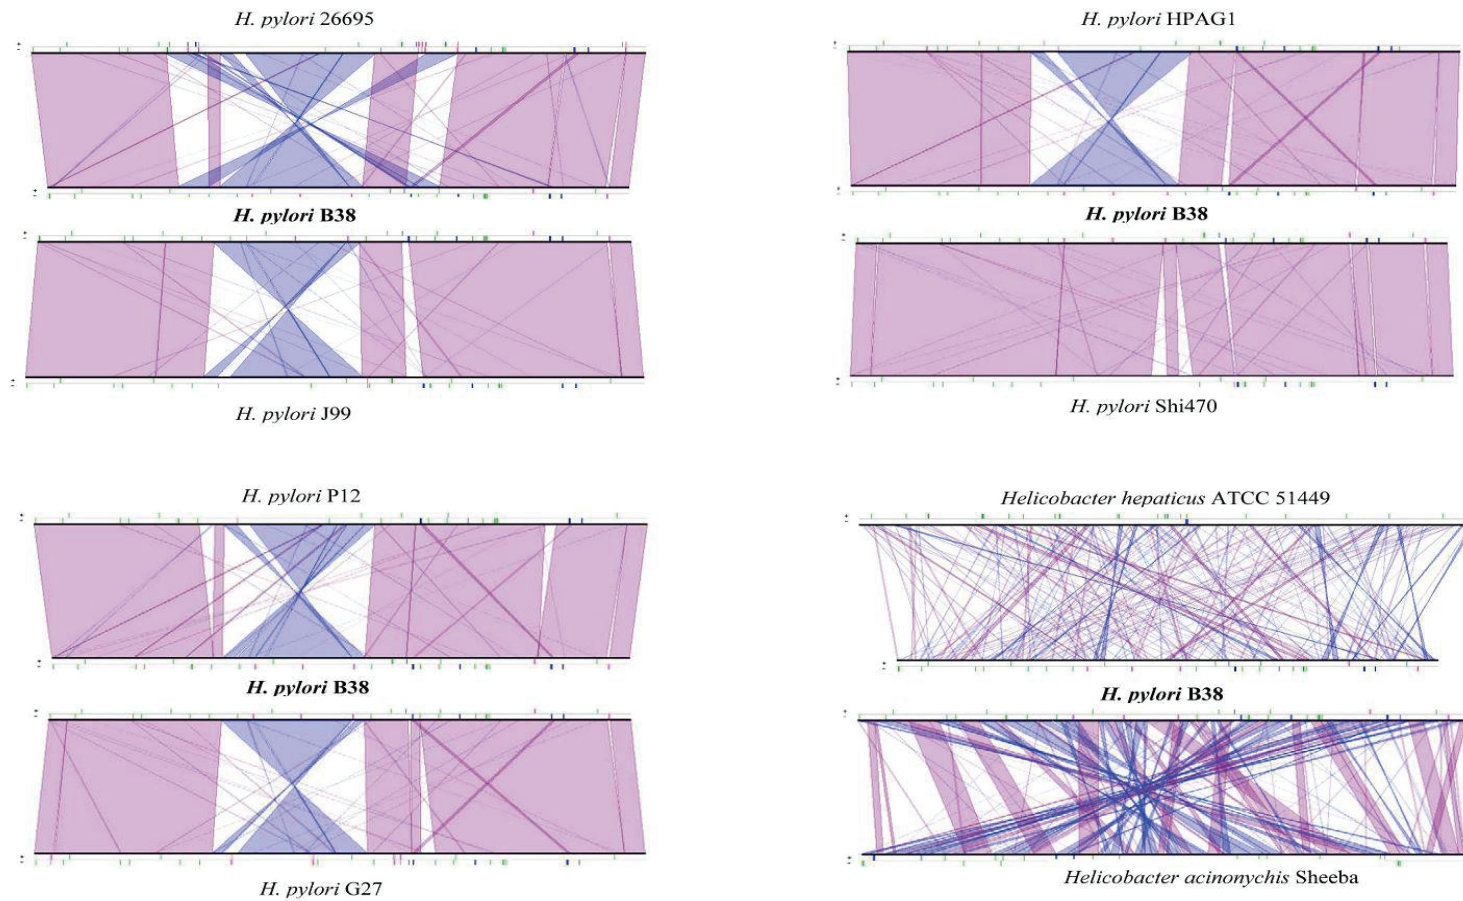 H. pylori 26695
H. pylori HPAG1
H. pylori B38
H. pylori B38
H. pylori J99
H. pylori Shi470
H. pylori P12
Helicobacter hepaticus ATCC 51449
H. pylori B38
H. pylori B38
H. pylori G27
Helicobacter acinonychis Sheeba